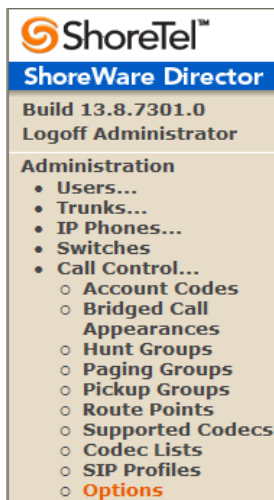 ShoreTel™
ShoreWare Director
Build 13.8.7301.0
Logoff Administrator
Administration
• Users...
• Trunks...
• IP Phones...
• Switches
• Call Control...
○ Account Codes
○ Bridged Call
Appearances
○ Hunt Groups
○ Paging Groups
○ Pickup Groups
○ Route Points
○ Supported Codecs
○ Codec Lists
○ SIP Profiles
○ Options